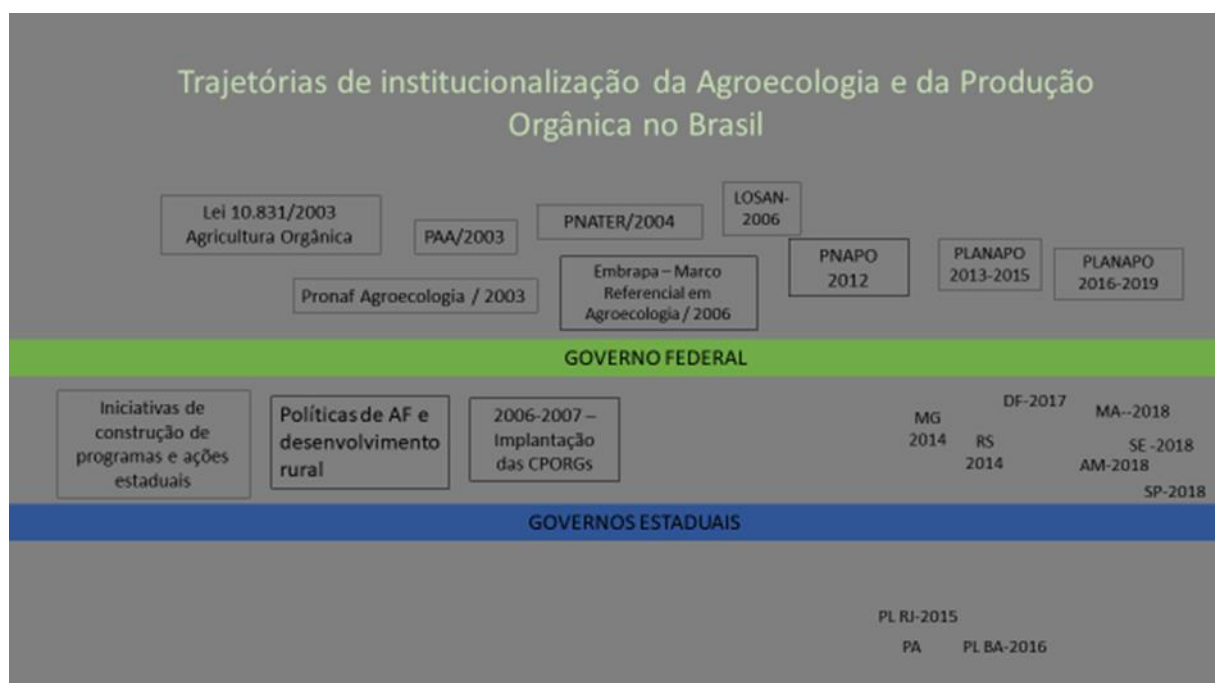 Trajetórias de institucionalização da Agroecologia e da Produção
Orgânica no Brasil
Lei 10.831/2003
Agricultura Orgânica
PAA/2003
PNATER/2004
LOSAN-
2006
Pronaf Agroecologia / 2003
Embrapa – Marco
Referencial em
Agroecologia / 2006
PNAPO
2012
PLANAPO
2013-2015
PLANAPO
2016-2019
GOVERNO FEDERAL
Iniciativas de
construção de
programas e ações
estaduais
Políticas de AF e
desenvolvimento
rural
2006-2007 –
Implantação
das CPORGs
MG
2014
RS
2014
DF-2017
MA--2018
SE -2018
AM-2018
SP-2018
GOVERNOS ESTADUAIS
PL RJ-2015
PA
PL BA-2016